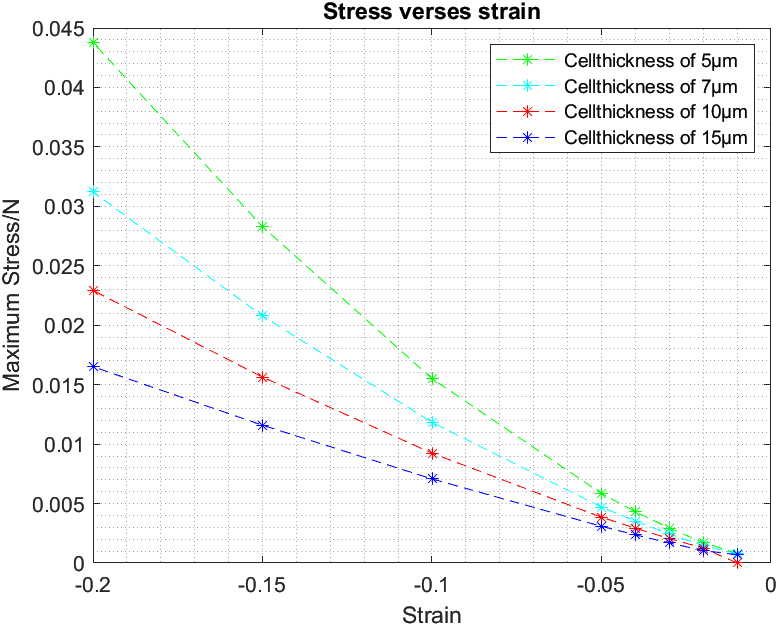 Stress verses strain
Maximum Stress/N
0.045
0.04
0.035
0.03
0.025
0.02
0.015
0.01
0.005
0
Cellthickness of 5μm
Cellthickness of 7μm
Cellthickness of 10μm
Cellthickness of 15μm
-0.2 -0.15 -0.1 -0.05 0
Strain